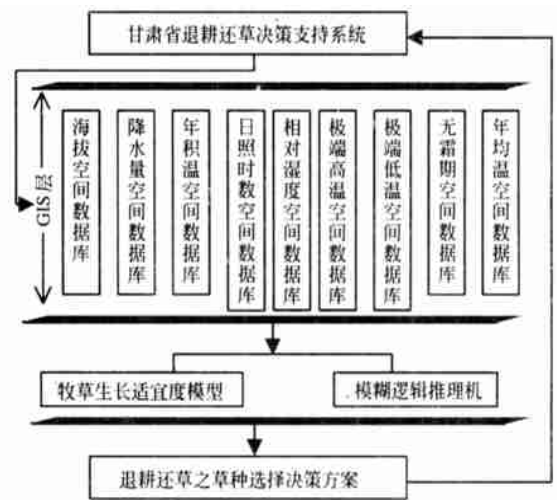 甘肃省退耕还草决策支持系统
GIS层
海拔空间数据库
降水量空间数据库
年积温空间数据库
日照时数空间数据库
相对湿度空间数据库
极端高温空间数据库
极端低温空间数据库
无霜期空间数据库
年均温空间数据库
牧草生长适宜度模型
模糊逻辑推理机
退耕还草之草种选择决策方案